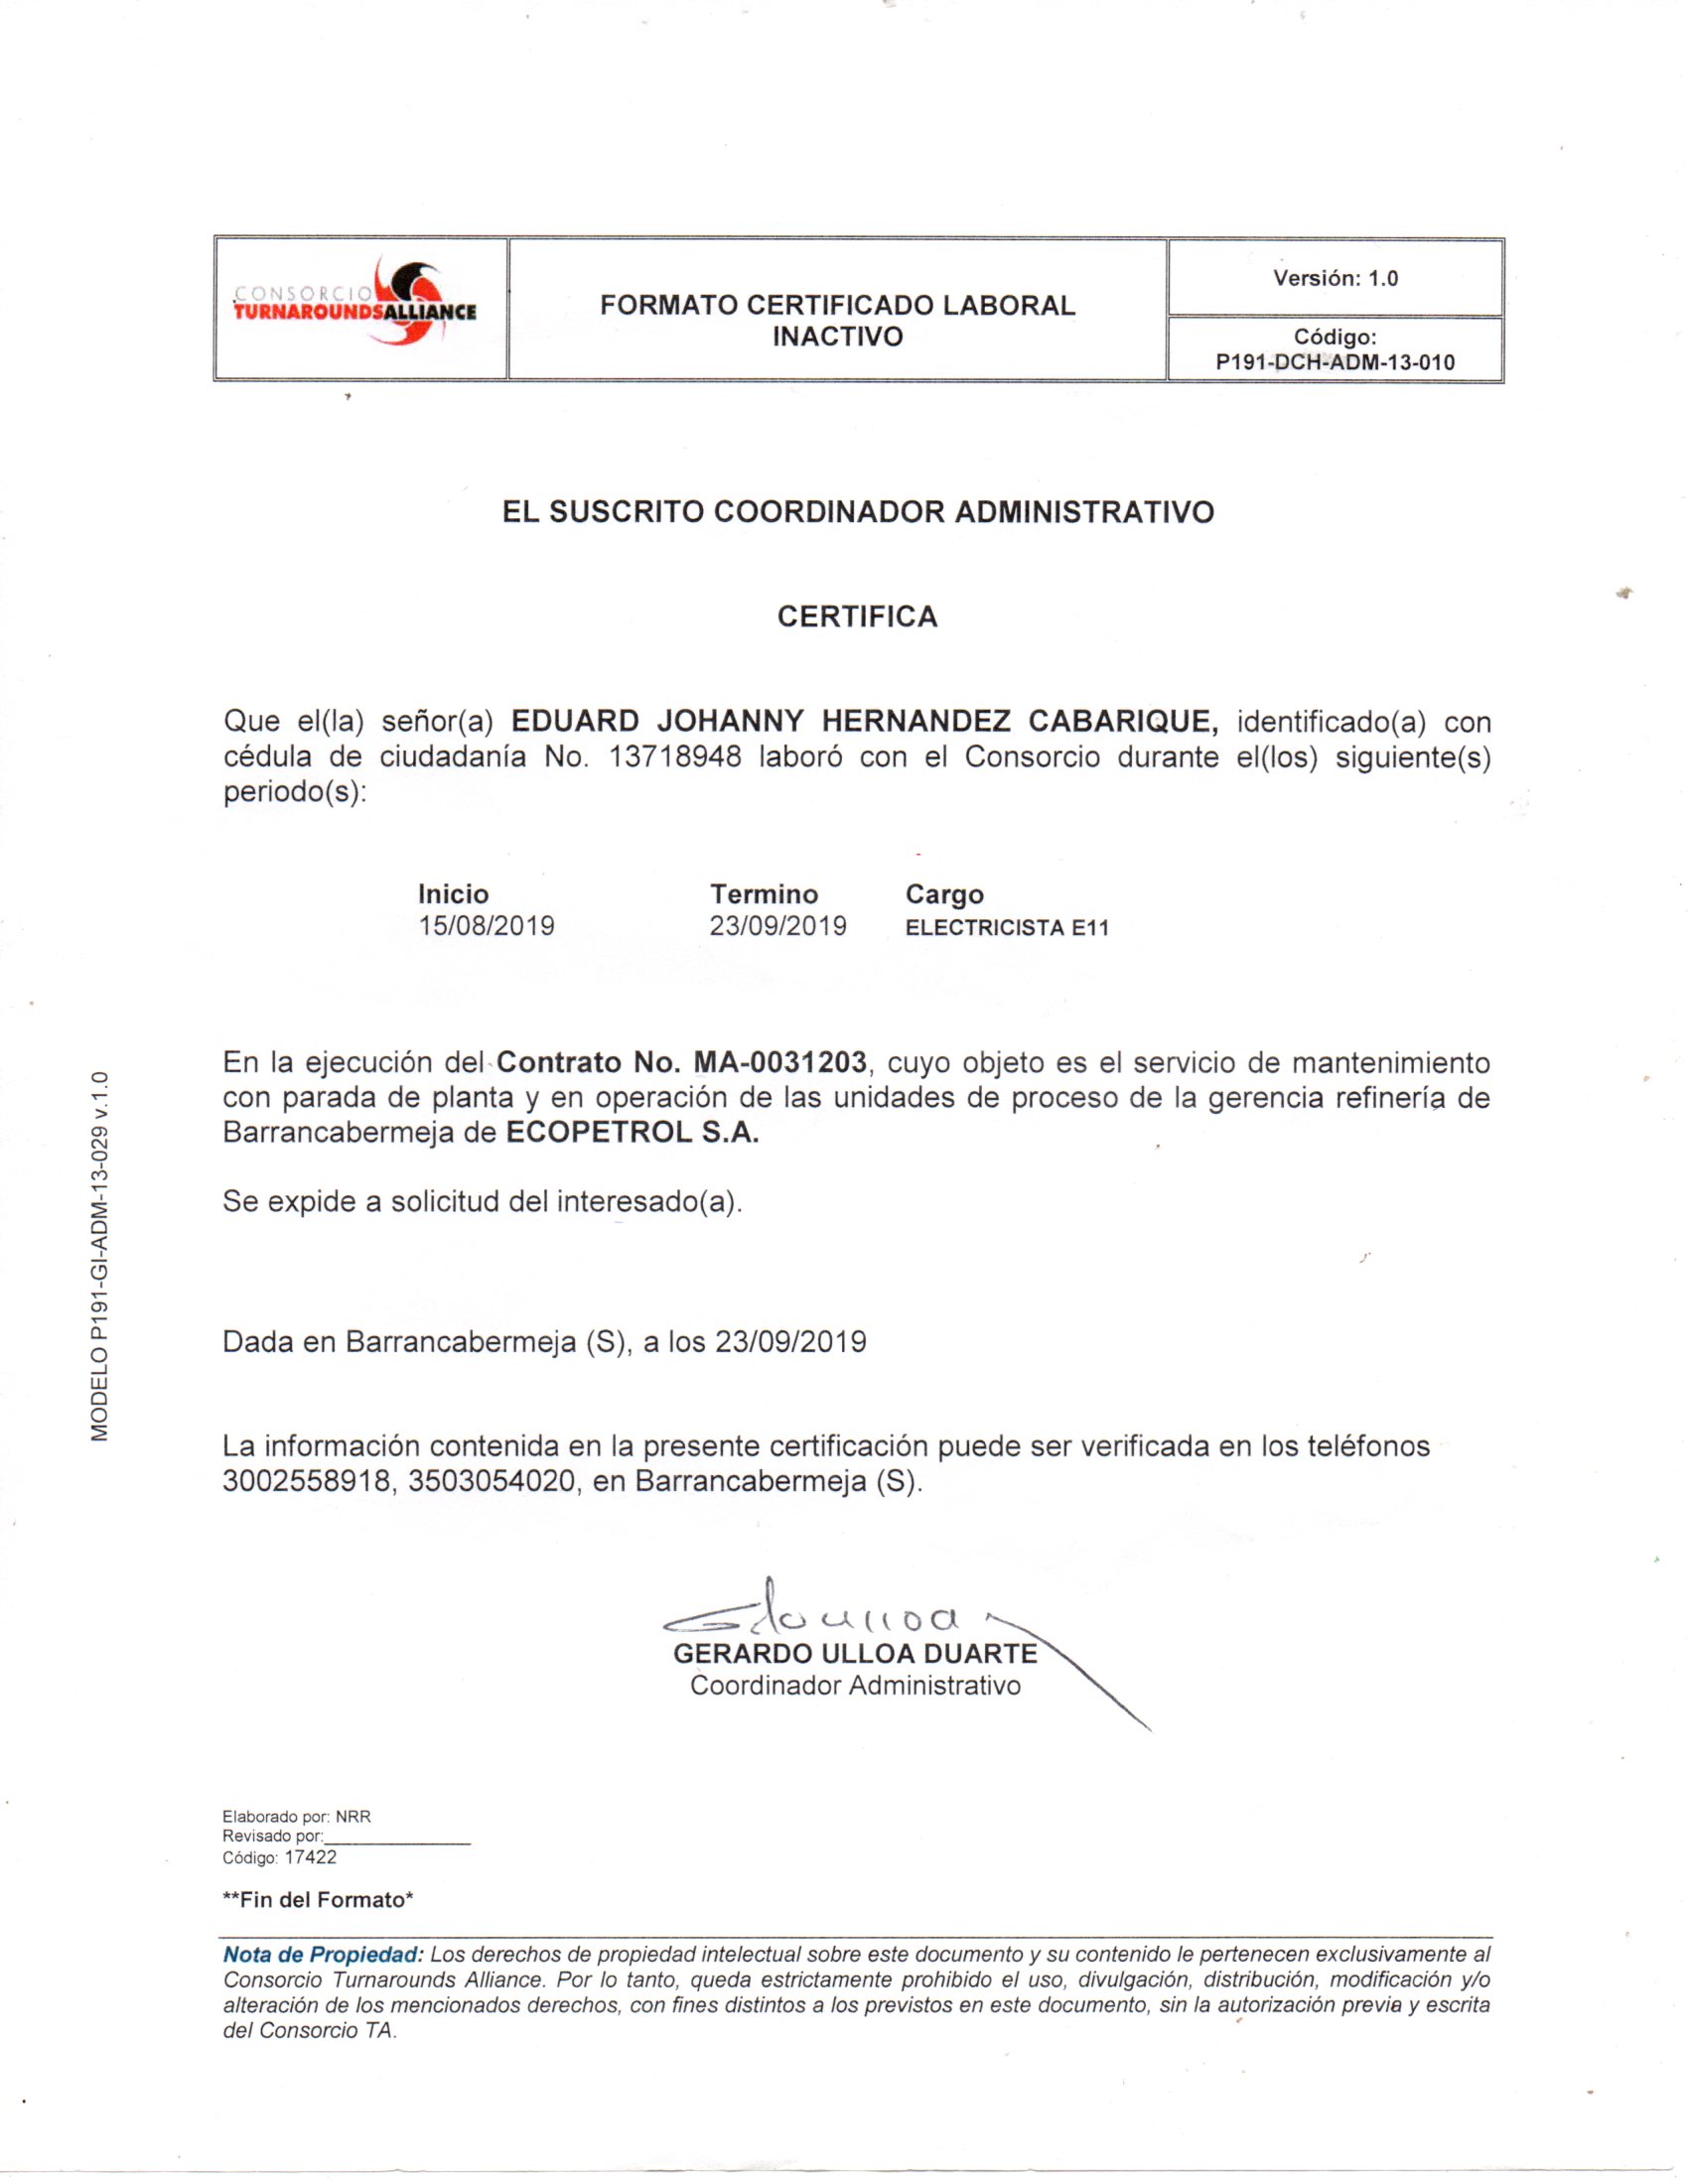 CONSORCIO
TURNAROUNDSALLIANCE
FORMATO CERTIFICADO LABORAL
INACTIVO
Versión: 1.0
Código:
P191-DCH-ADM-13-010
EL SUSCRITO COORDINADOR ADMINISTRATIVO
CERTIFICA
Que el(la) señor(a) EDUARD JOHANNY HERNANDEZ CABARIQUE, identificado(a) con
cédula de ciudadanía No. 13718948 laboró con el Consorcio durante el(los) siguiente(s)
periodo(s):
Inicio Termino Cargo
15/08/2019 23/09/2019 ELECTRICISTA E11
En la ejecución del Contrato No. MA-0031203, cuyo objeto es el servicio de mantenimiento
con parada de planta y en operación de las unidades de proceso de la gerencia refinería de
Barrancabermeja de ECOPETROL S.A.
Se expide a solicitud del interesado(a).
Dada en Barrancabermeja (S), a los 23/09/2019
La información contenida en la presente certificación puede ser verificada en los teléfonos
3002558918, 3503054020, en Barrancabermeja (S).
GERARDO ULLOA DUARTE
Coordinador Administrativo
Elaborado por: NRR
Revisado por:
Código: 17422
**Fin del Formato*
Nota de Propiedad: Los derechos de propiedad intelectual sobre este documento y su contenido le pertenecen exclusivamente al
Consorcio Turnarounds Alliance. Por lo tanto, queda estrictamente prohibido el uso, divulgación, distribución, modificación y/o
alteración de los mencionados derechos, con fines distintos a los previstos en este documento, sin la autorización previa y escrita
del Consorcio TA.
MODELO P191-GI-ADM-13-029 v.1.0